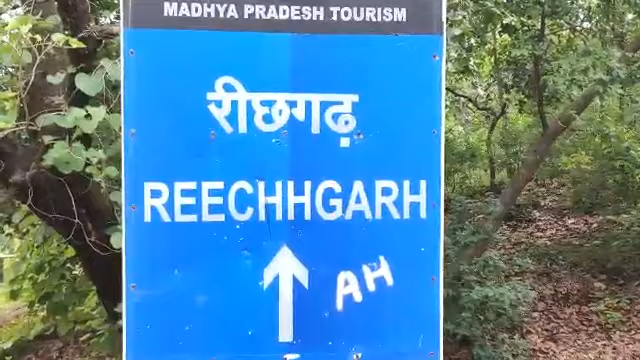 MADHYA PRADESH TOURISM
रीछगढ़
REECHHGARH
AH